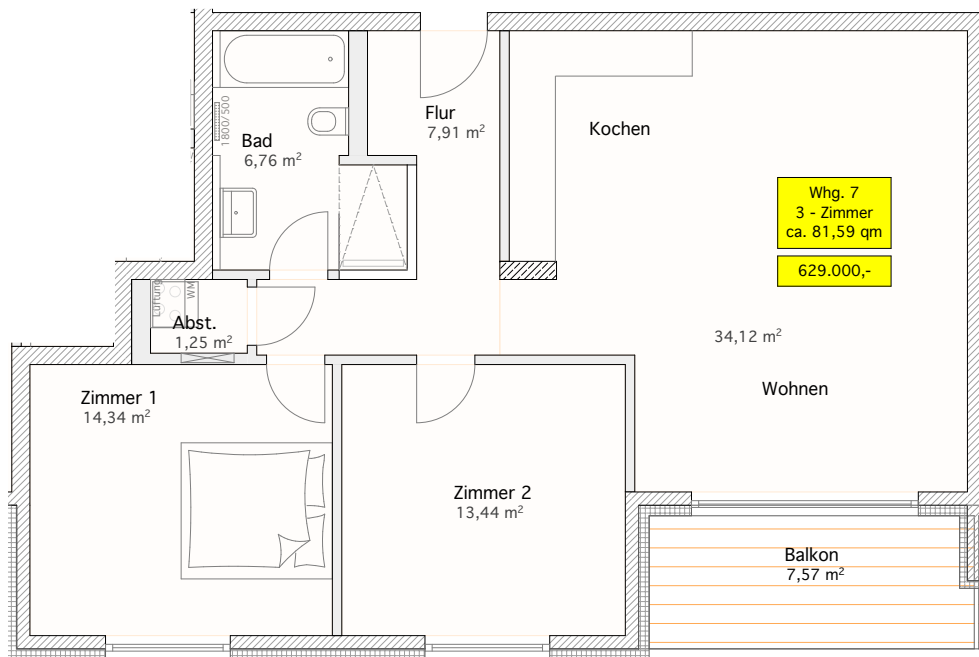 Flur
7,91 m²
Kochen
1800/500
Bad
6,76 m²
Whg. 7
3 - Zimmer
ca. 81,59 qm
629.000,-
Lüftung
WM
Abst.
1,25 m²
34,12 m²
Wohnen
Zimmer 1
14,34 m²
Zimmer 2
13,44 m²
Balkon
7,57 m²